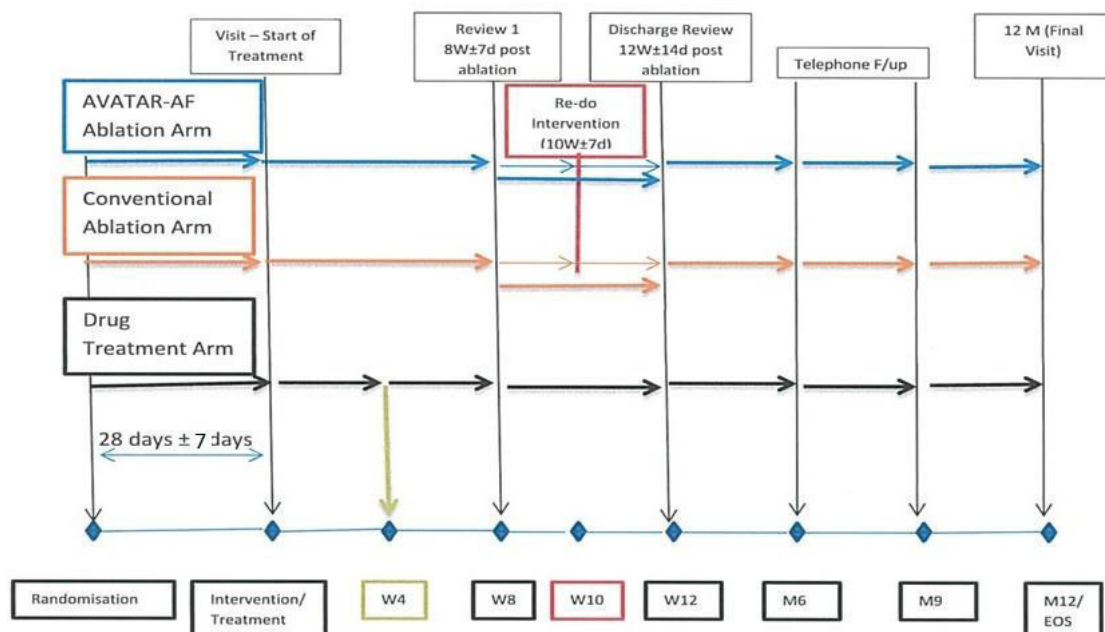 Visit – Start of
Treatment
Review 1
8W±7d post
ablation
Discharge Review
12W±14d post
ablation
Telephone F/up
12 M (Final
Visit)
AVATAR-AF
Ablation Arm
Re-do
Intervention
(10W±7d)
Conventional
Ablation Arm
Drug
Treatment Arm
28 days ± 7 days
Randomisation
Intervention/
Treatment
W4
W8
W10
W12
M6
M9
M12/
EOS